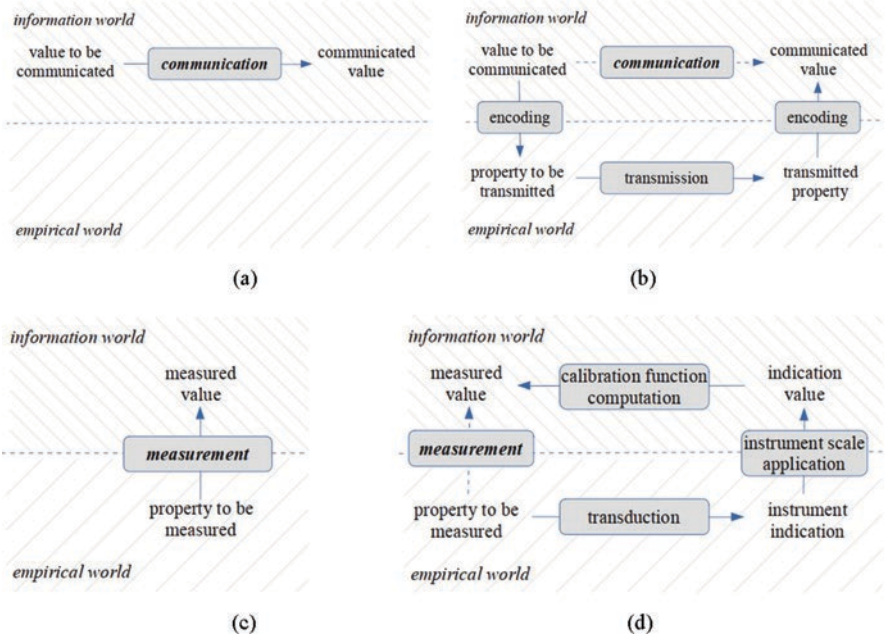 information world
value to be
communicated
communication
communicated
value
empirical world
(a)
information world
value to be
communicated
communication
communicated
value
encoding
encoding
property to be
transmitted
transmission
transmitted
property
empirical world
(b)
information world
measured
value
measurement
property to be
measured
empirical world
(c)
information world
measured
value
calibration function
computation
indication
value
measurement
instrument scale
application
property to be
measured
transduction
instrument
indication
empirical world
(d)